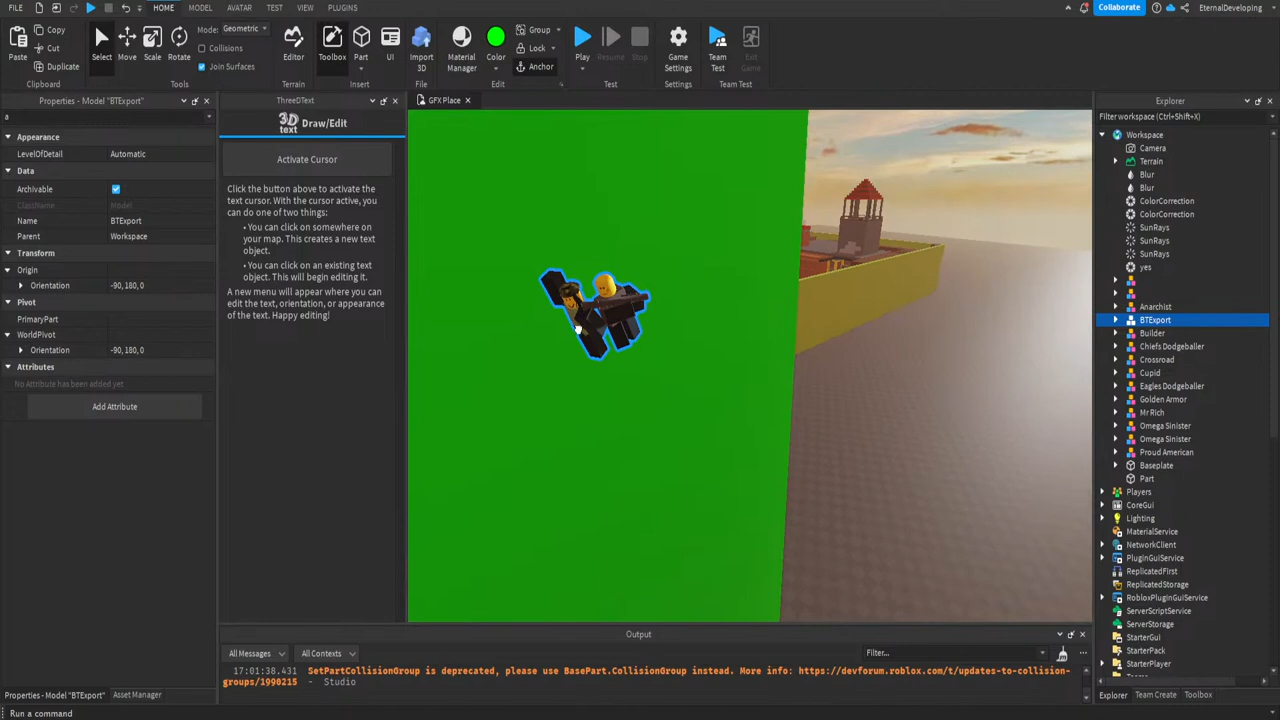 FILE
HOME
MODEL
AVATAR
TEST
VIEW
PLUGINS
Collaborate
EternalDeveloping
Paste
Copy
Cut
Duplicate
Clipboard
Select
Move
Scale
Rotate
Mode: Geometric
Collisions
Join Surfaces
Tools
Editor
Terrain
Toolbox
Part
UI
Insert
Import
3D
File
Material
Manager
Color
Group
Lock
Anchor
Edit
Play
Resume
Stop
Test
Game
Settings
Settings
Team
Test
Exit
Game
Team Test
Properties - Model "BTExport"
a
Appearance
LevelOfDetail Automatic
Data
Archivable
ClassName Model
Name BTExport
Parent Workspace
Transform
Origin
Orientation -90,180,0
Pivot
PrimaryPart
WorldPivot
Orientation -90,180,0
Attributes
No Attribute has been added yet
Add Attribute
Properties - Model "BTExport"
Asset Manager
ThreeDText
3D
text
Draw/Edit
Activate Cursor
Click the button above to activate the
text cursor. With the cursor active, you
can do one of two things:
• You can click on somewhere on
your map. This creates a new text
object.
• You can click on an existing text
object. This will begin editing it.
A new menu will appear where you can
edit the text, orientation, or appearance
of the text. Happy editing!
GFX Place
Output
All Messages
All Contexts
Filter...
17:01:38.431 SetPartCollisionGroup is deprecated, please use BasePart.CollisionGroup instead. More info: https://devforum.roblox.com/t/updates-to-collision-
groups/1990215 - Studio
Explorer
Filter workspace (Ctrl+Shift+X)
Workspace
Camera
Terrain
Blur
Blur
ColorCorrection
ColorCorrection
SunRays
SunRays
SunRays
yes
Anarchist
BTExport
Builder
Chiefs Dodgeballer
Crossroad
Cupid
Eagles Dodgeballer
Golden Armor
Mr Rich
Omega Sinister
Omega Sinister
Proud American
Baseplate
Part
Players
CoreGui
Lighting
MaterialService
NetworkClient
PluginGuiService
ReplicatedFirst
ReplicatedStorage
RobloxPluginGuiService
ServerScriptService
ServerStorage
StarterGui
StarterPack
StarterPlayer
Explorer
Team Create
Toolbox
Run a command